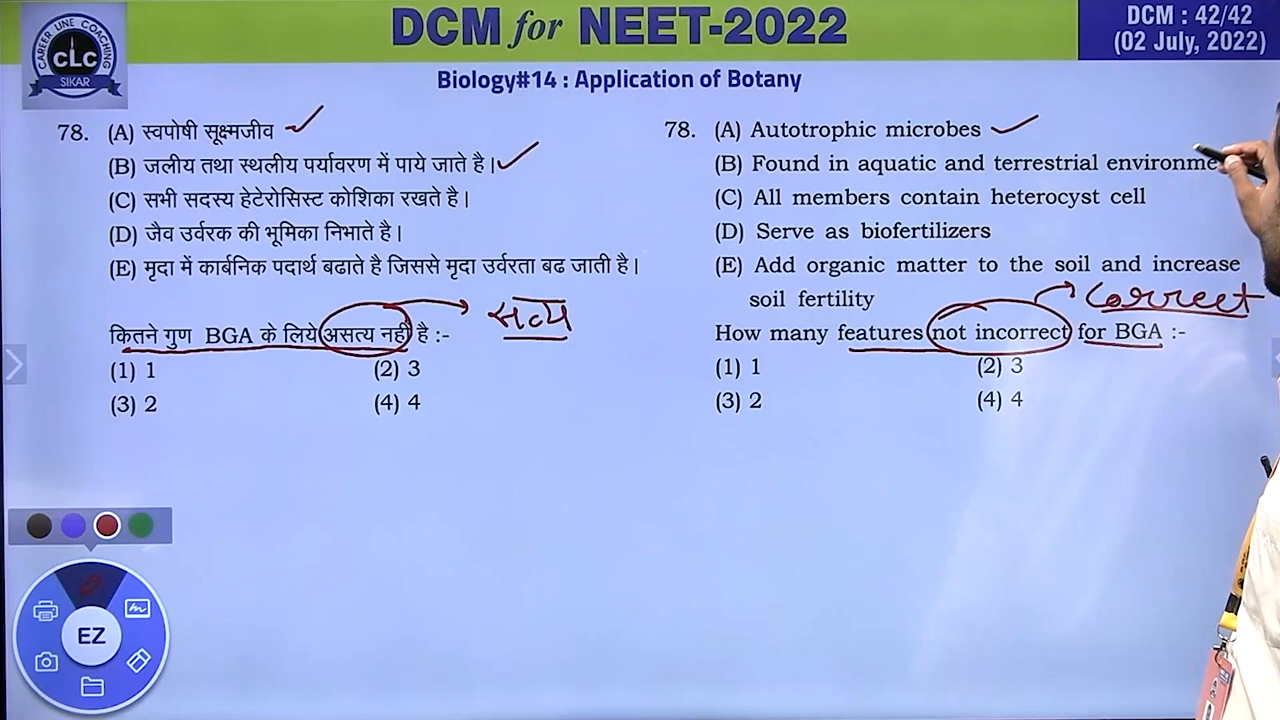 CAREER LINE COACHING
CLC
SIKAR
DCM for NEET-2022
DCM : 42/42
(02 July, 2022)
Biology#14 : Application of Botany
78. (A) स्वपोषी सूक्ष्मजीव
(B) जलीय तथा स्थलीय पर्यावरण में पाये जाते है।
(C) सभी सदस्य हेटेरोसिस्ट कोशिका रखते है।
(D) जैव उर्वरक की भूमिका निभाते है।
(E) मृदा में कार्बनिक पदार्थ बढाते है जिससे मृदा उर्वरता बढ जाती है।
सत्य
कितने गुण BGA के लिये असत्य नही है :-
(1) 1 (2) 3
(3) 2 (4) 4
78. (A) Autotrophic microbes
(B) Found in aquatic and terrestrial environme
(C) All members contain heterocyst cell
(D) Serve as biofertilizers
(E) Add organic matter to the soil and increase
soil fertility
correct
How many features not incorrect for BGA :-
(1) 1 (2) 3
(3) 2 (4) 4
EZ